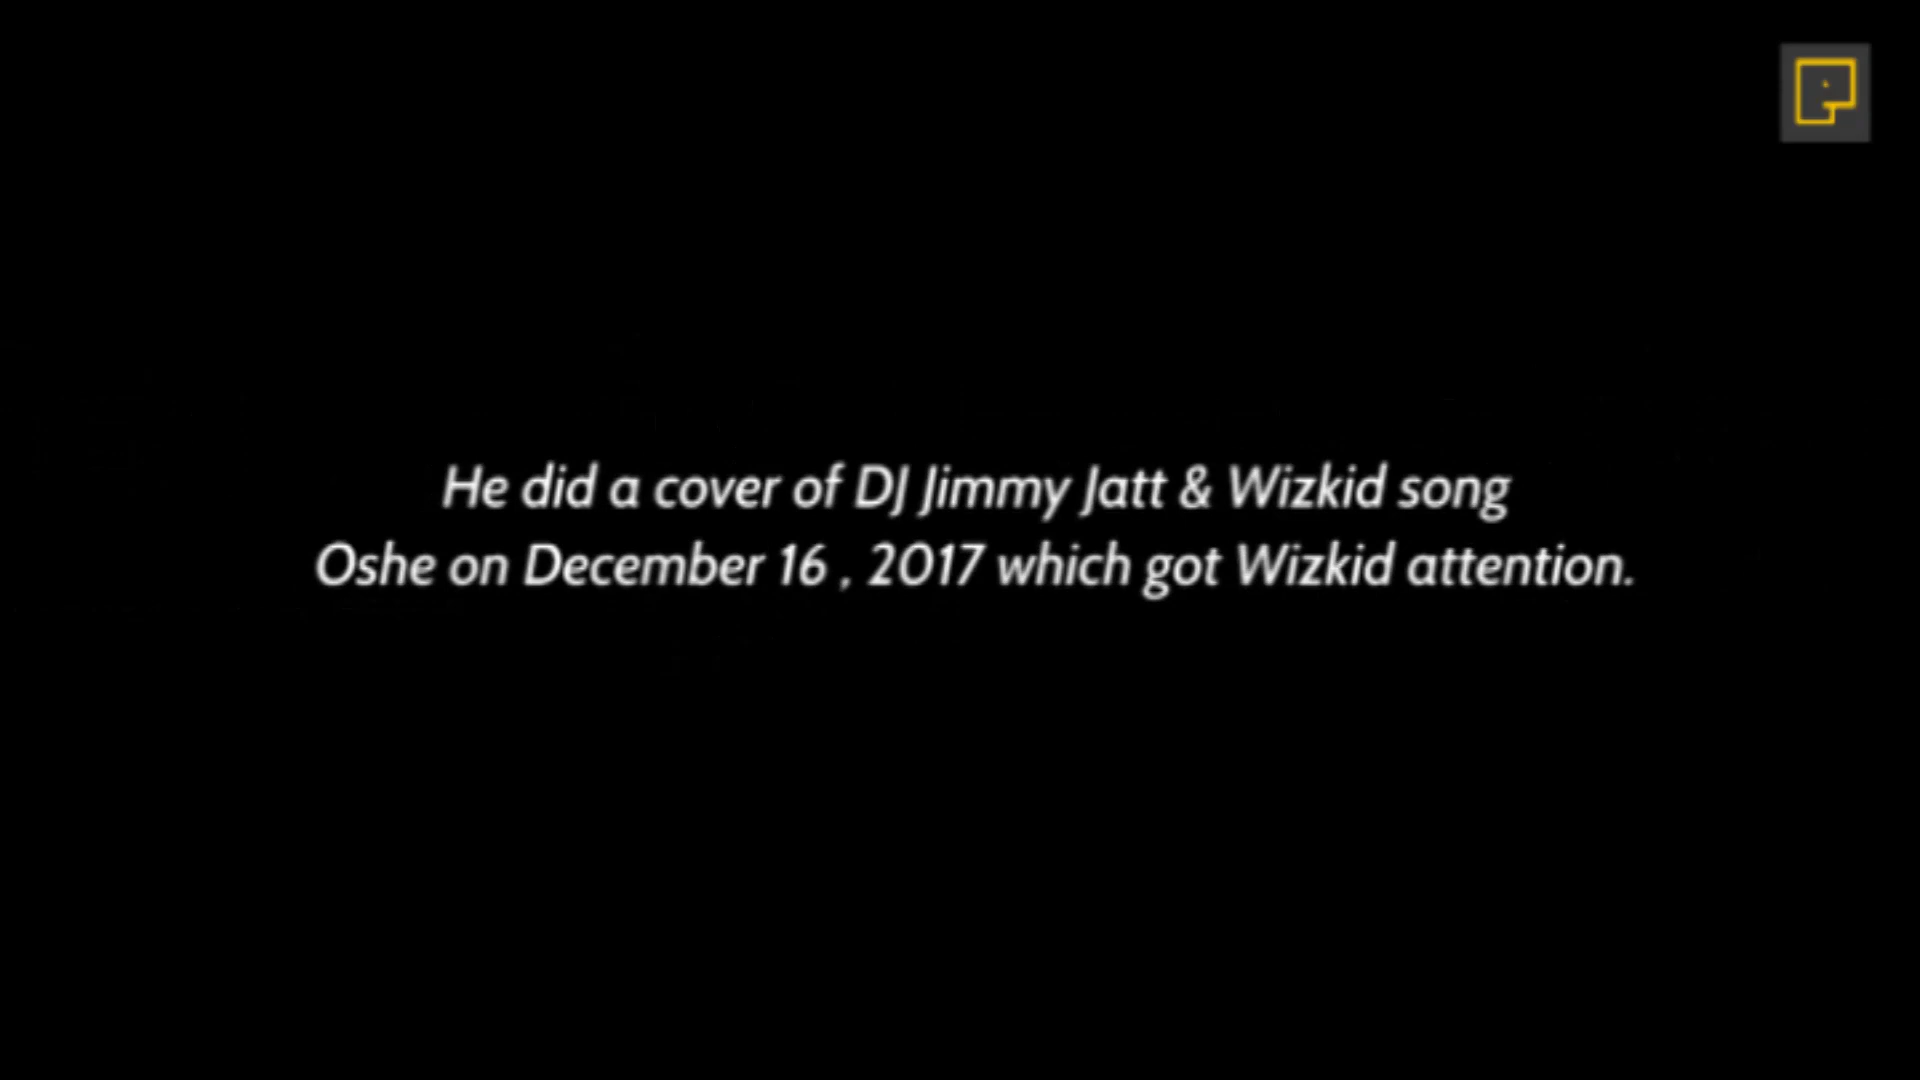 He did a cover of DJ Jimmy Jatt & Wizkid song
Oshe on December 16 , 2017 which got Wizkid attention.